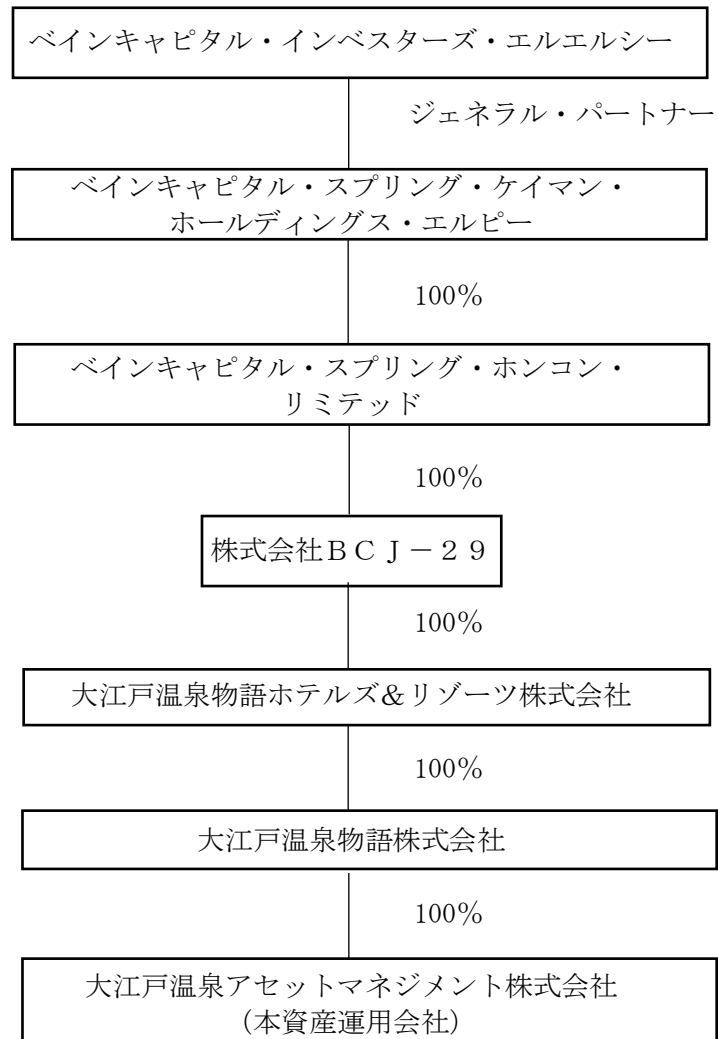 ベインキャピタル・インベスターズ・エルエルシー
ジェネラル・パートナー
ベインキャピタル・スプリング・ケイマン・
ホールディングス・エルピー
100%
ベインキャピタル・スプリング・ホンコン・
リミテッド
100%
株式会社ＢＣＪ－２９
100%
大江戸温泉物語ホテルズ＆リゾーツ株式会社
100%
大江戸温泉物語株式会社
100%
大江戸温泉アセットマネジメント株式会社
（本資産運用会社）